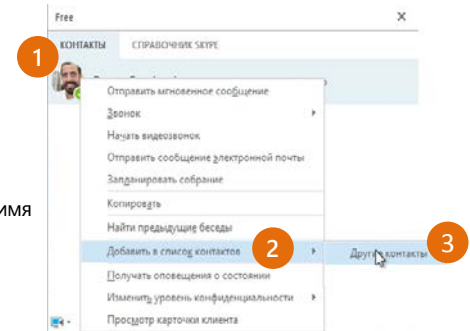 Free
КОНТАКТЫ СПРАВОЧНИК SKYPE
1
Отправить мгновенное сообщение
Звонок
Начать видеозвонок
Отправить сообщение электронной почты
Запланировать собрание
Копировать
имя
Найти предыдущие беседы
Добавить в список контактов 2 Другие контакты 3
Получать оповещения о состоянии
Изменить уровень конфиденциальности
Просмотр карточки клиента